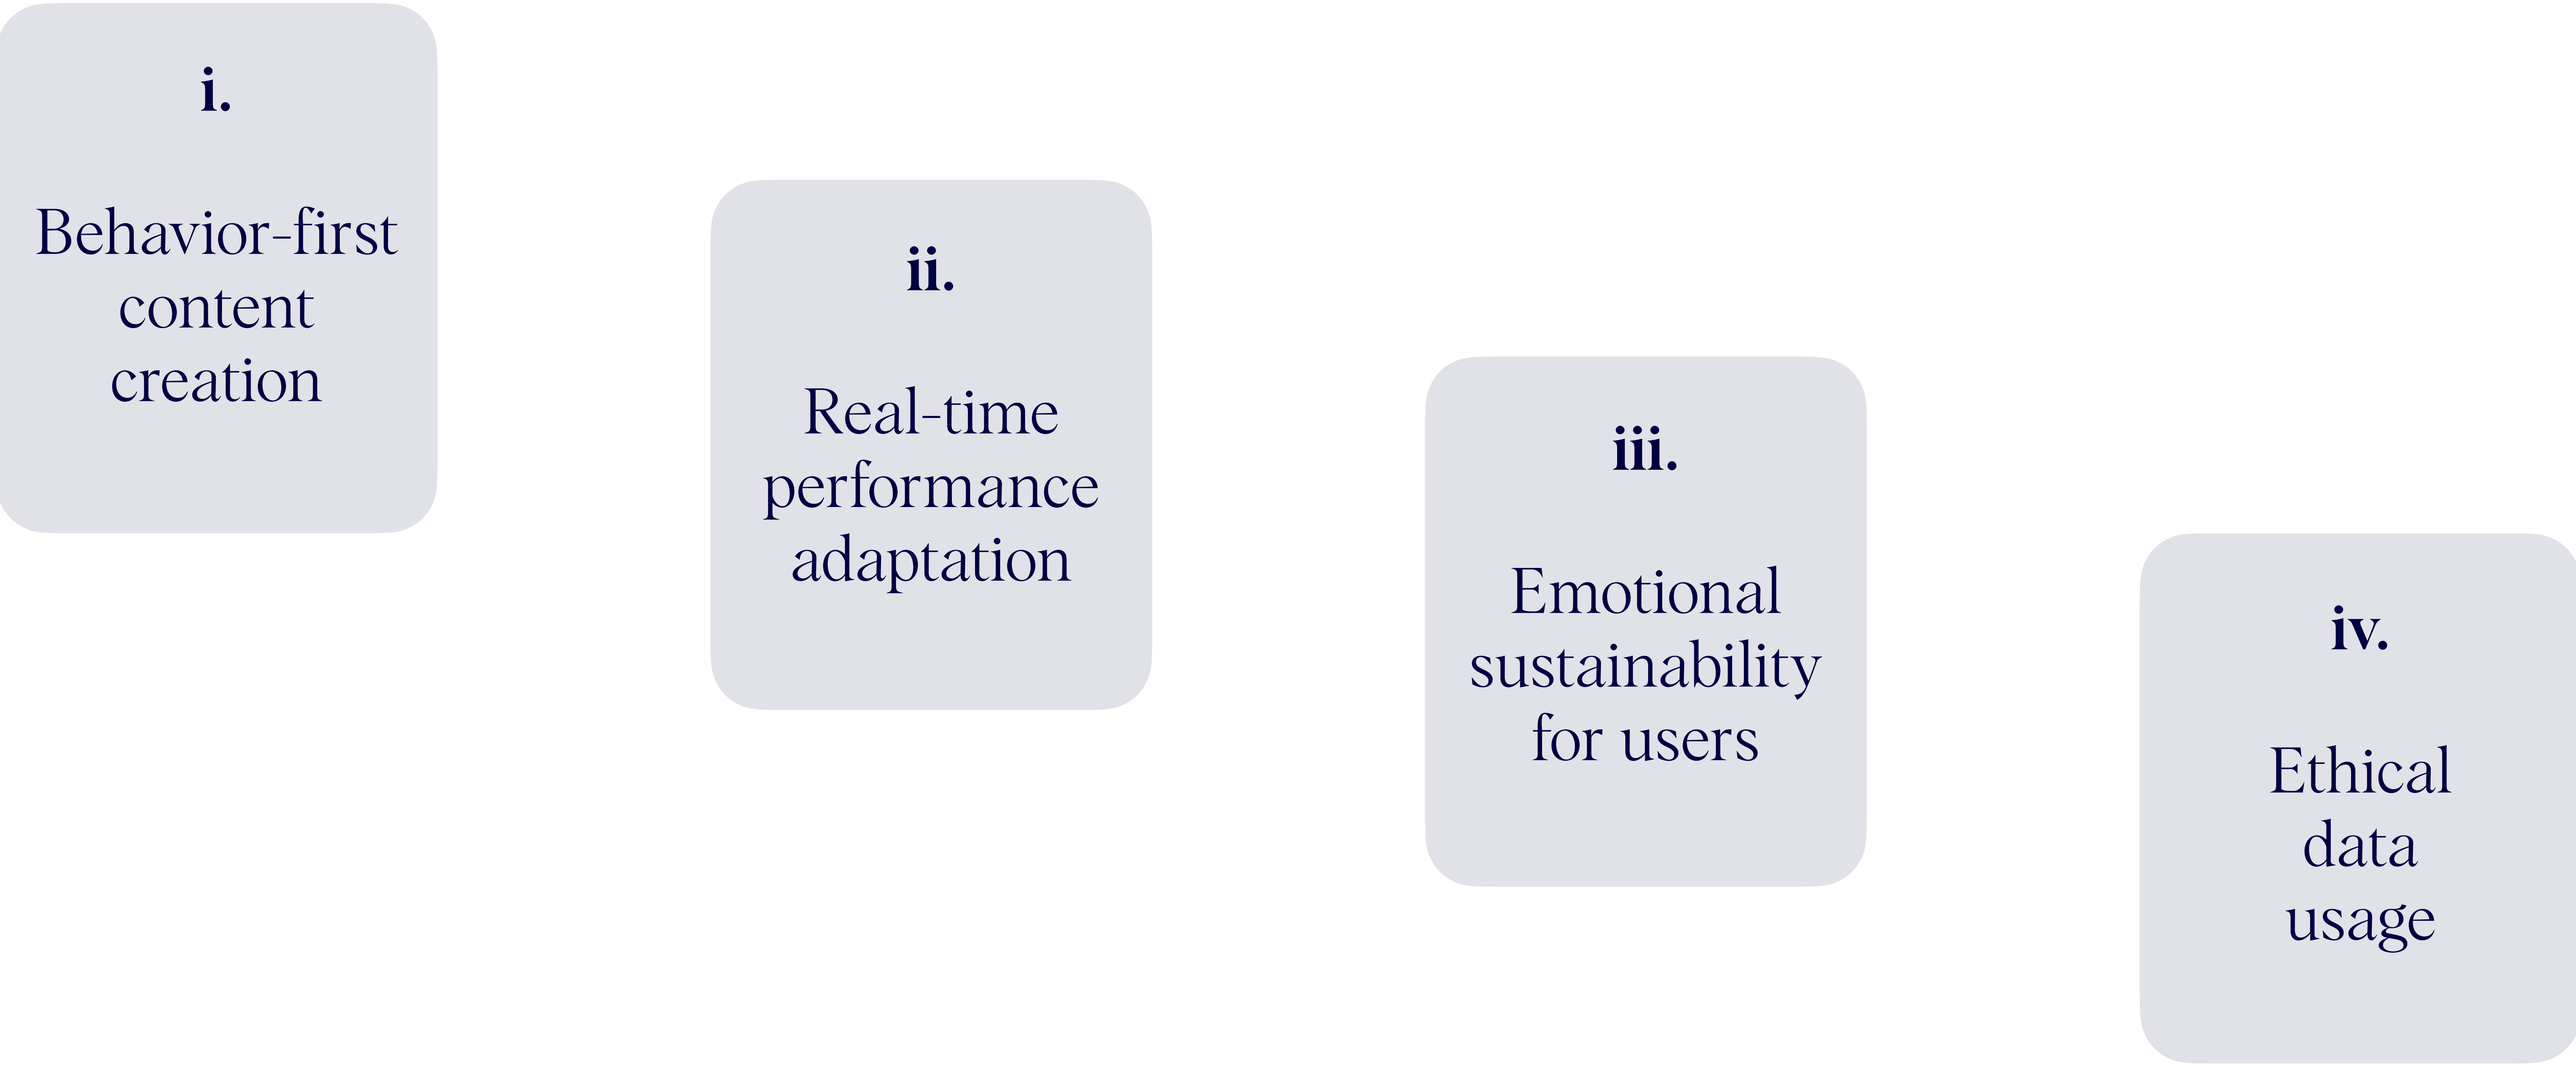 i.
Behavior-first
content
creation
ii.
Real-time
performance
adaptation
iii.
Emotional
sustainability
for users
iv.
Ethical
data
usage